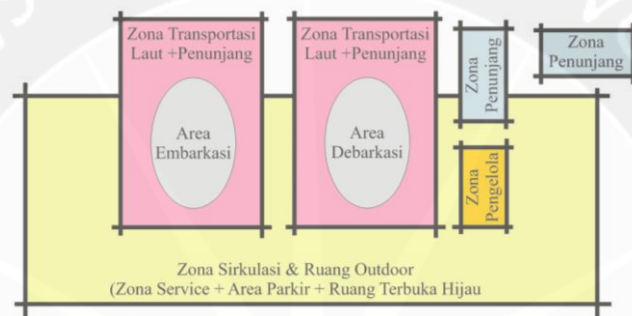 Zona Transportasi
Laut +Penunjang
Area
Embarkasi
Zona Transportasi
Laut +Penunjang
Area
Debarkasi
Zona
Penunjang
Zona
Penunjang
Zona
Pengelola
Zona Sirkulasi & Ruang Outdoor
(Zona Service + Area Parkir + Ruang Terbuka Hijau